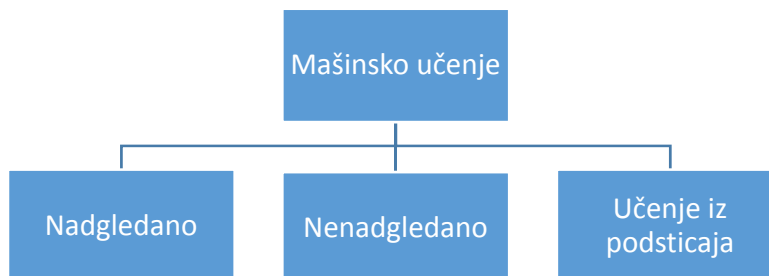 Mašinsko učenje
Nadgledano
Nenadgledano
Učenje iz
podsticaja